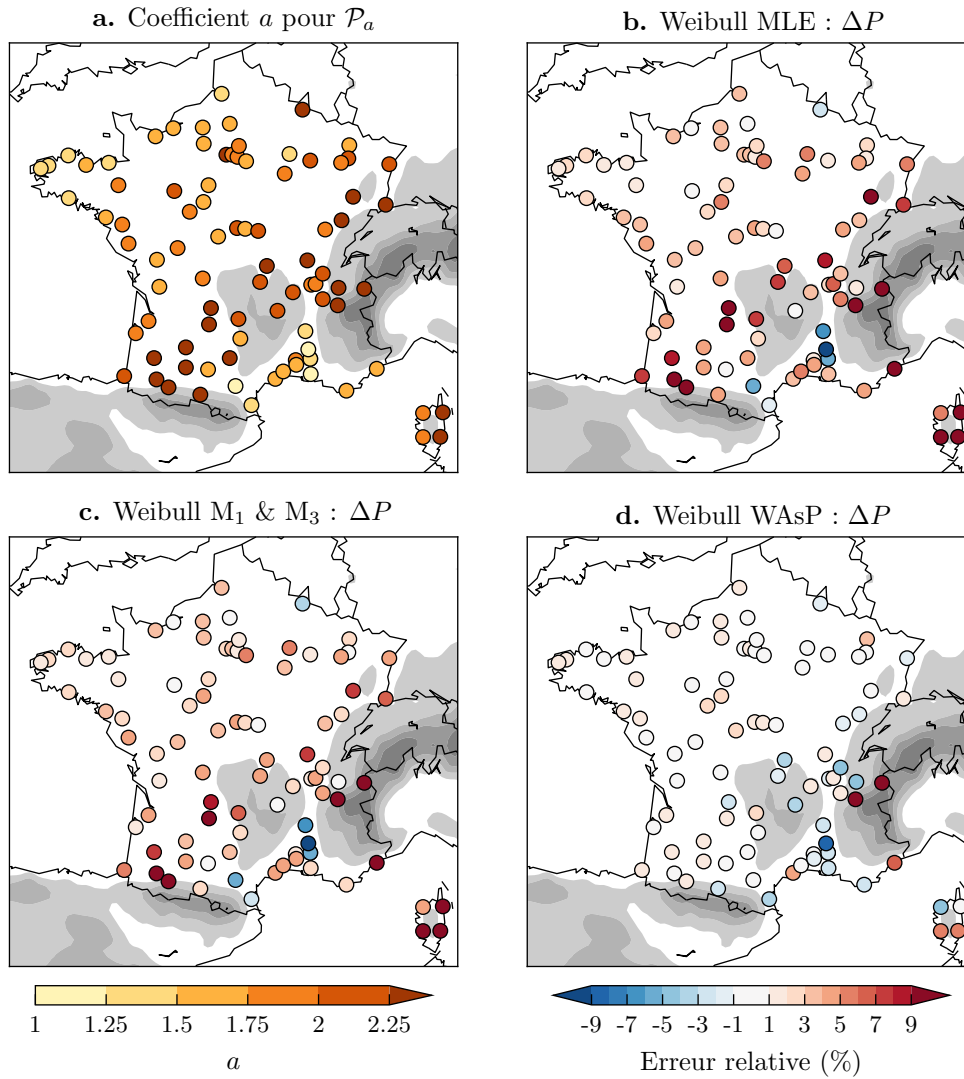 a. Coefficient a pour 𝒫ₐ
b. Weibull MLE : ΔP
c. Weibull M₁ & M₃ : ΔP
d. Weibull WAsP : ΔP
1 1.25 1.5 1.75 2 2.25
a
-9 -7 -5 -3 -1 1 3 5 7 9
Erreur relative (%)